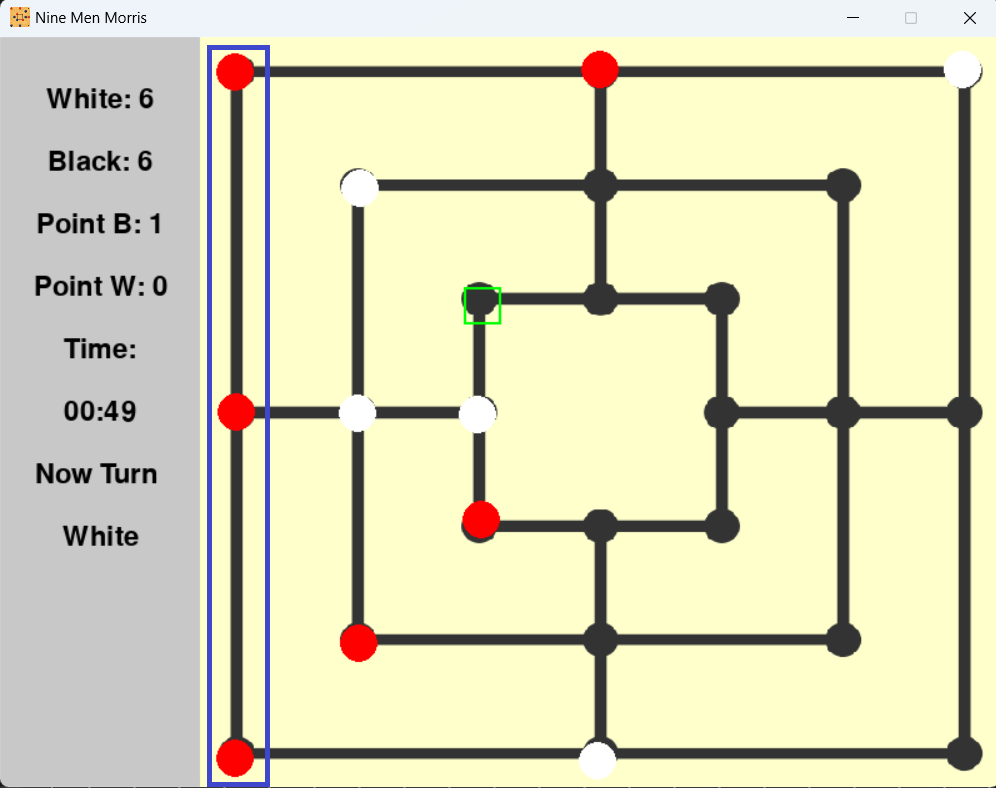 Nine Men Morris
White: 6
Black: 6
Point B: 1
Point W: 0
Time:
00:49
Now Turn
White